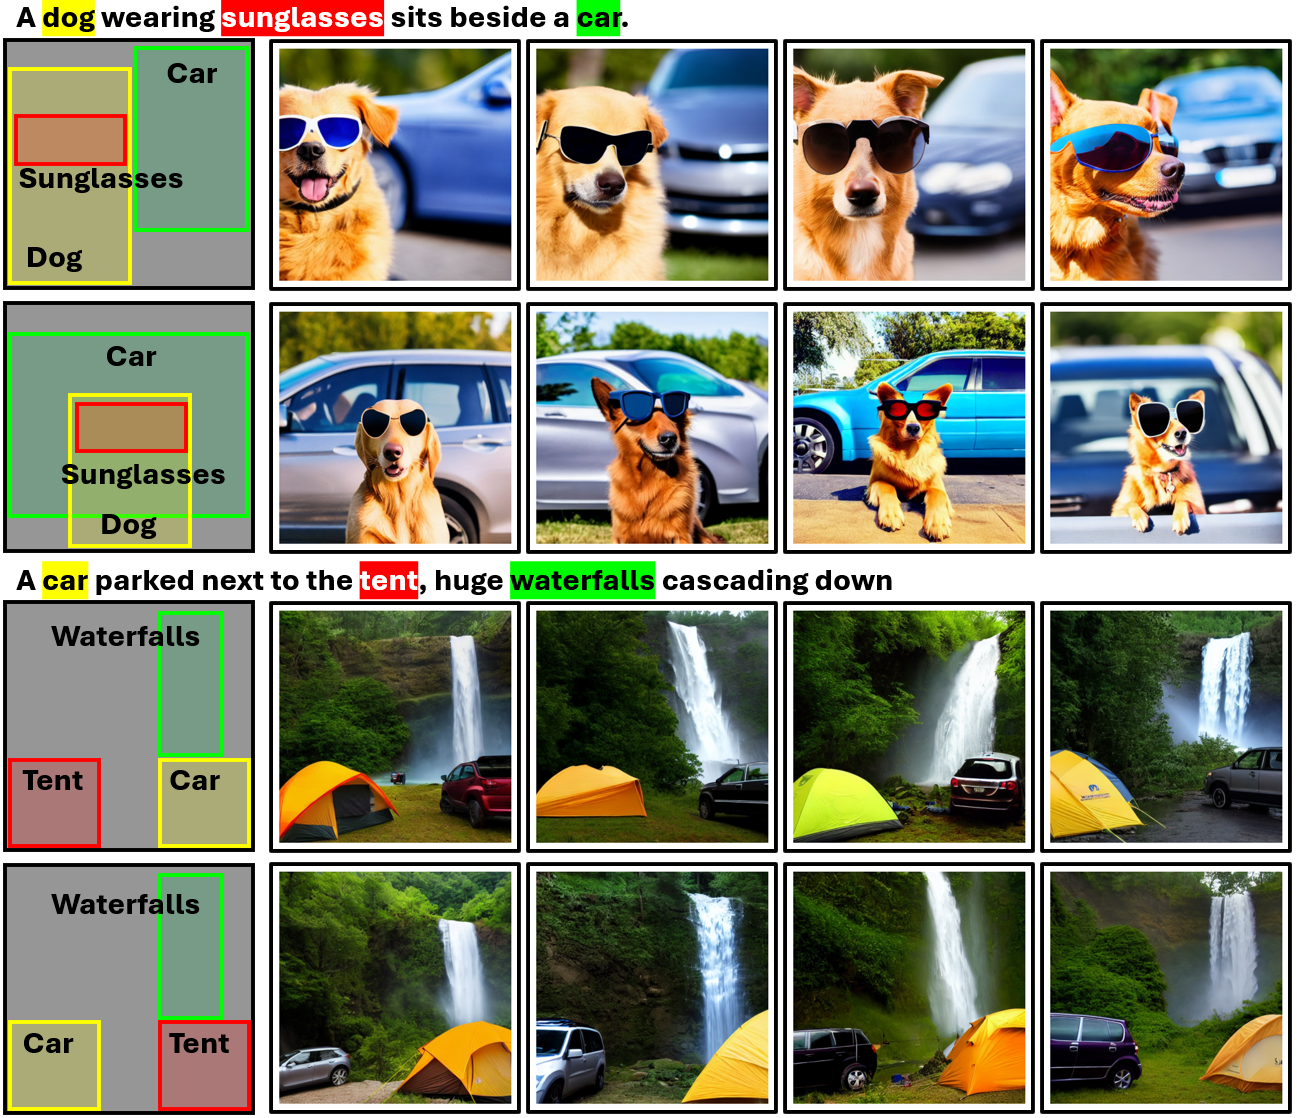 A dog wearing sunglasses sits beside a car.
Car
Sunglasses
Dog
Car
Sunglasses
Dog
A car parked next to the tent, huge waterfalls cascading down
Waterfalls
Tent Car
Waterfalls
Car Tent